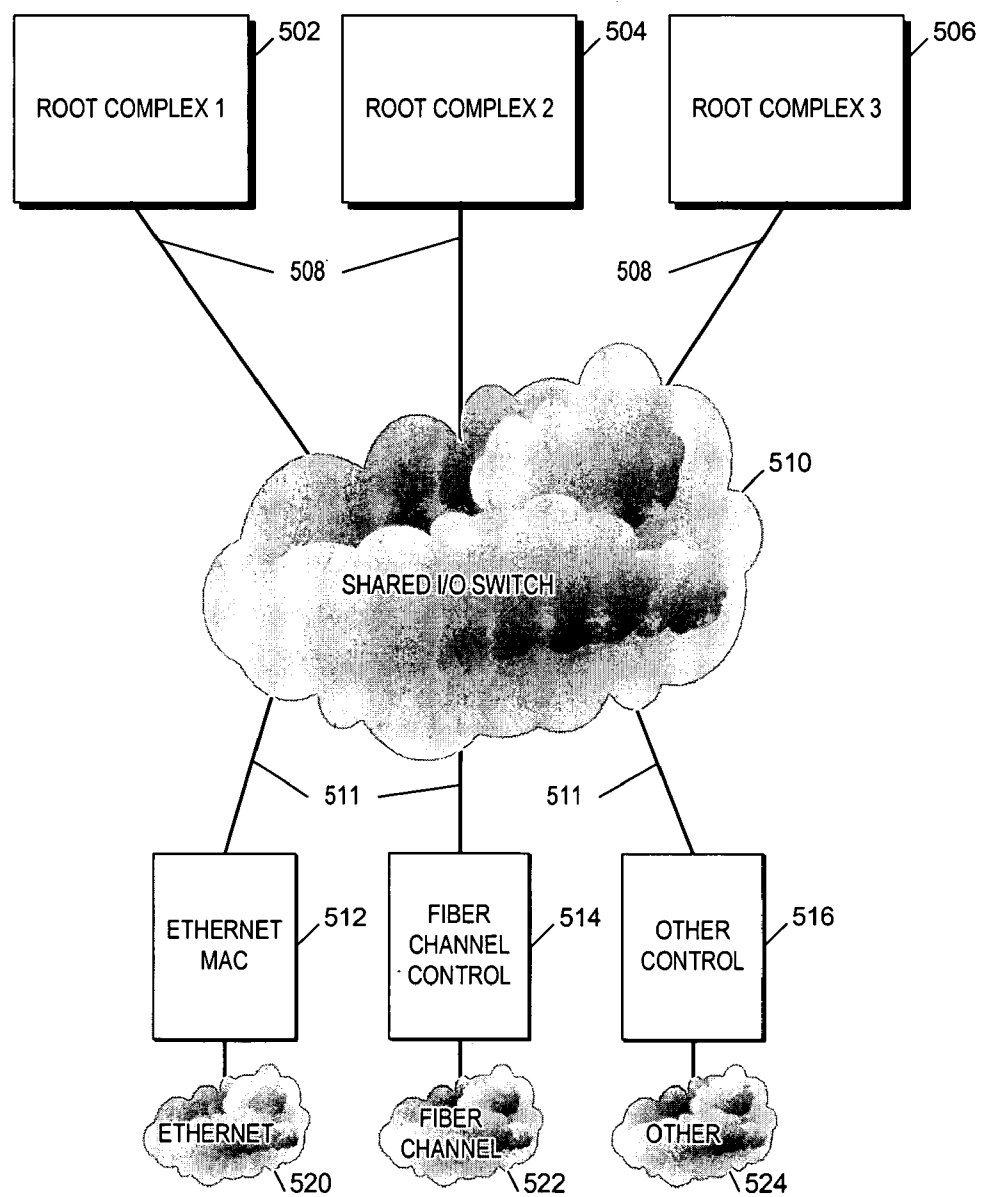 502
504
506
ROOT COMPLEX 1
ROOT COMPLEX 2
ROOT COMPLEX 3
508
508
510
SHARED I/O SWITCH
511
511
ETHERNET
MAC
512
FIBER
CHANNEL
CONTROL
514
OTHER
CONTROL
516
ETHERNET
520
FIBER
CHANNEL
522
OTHER
524